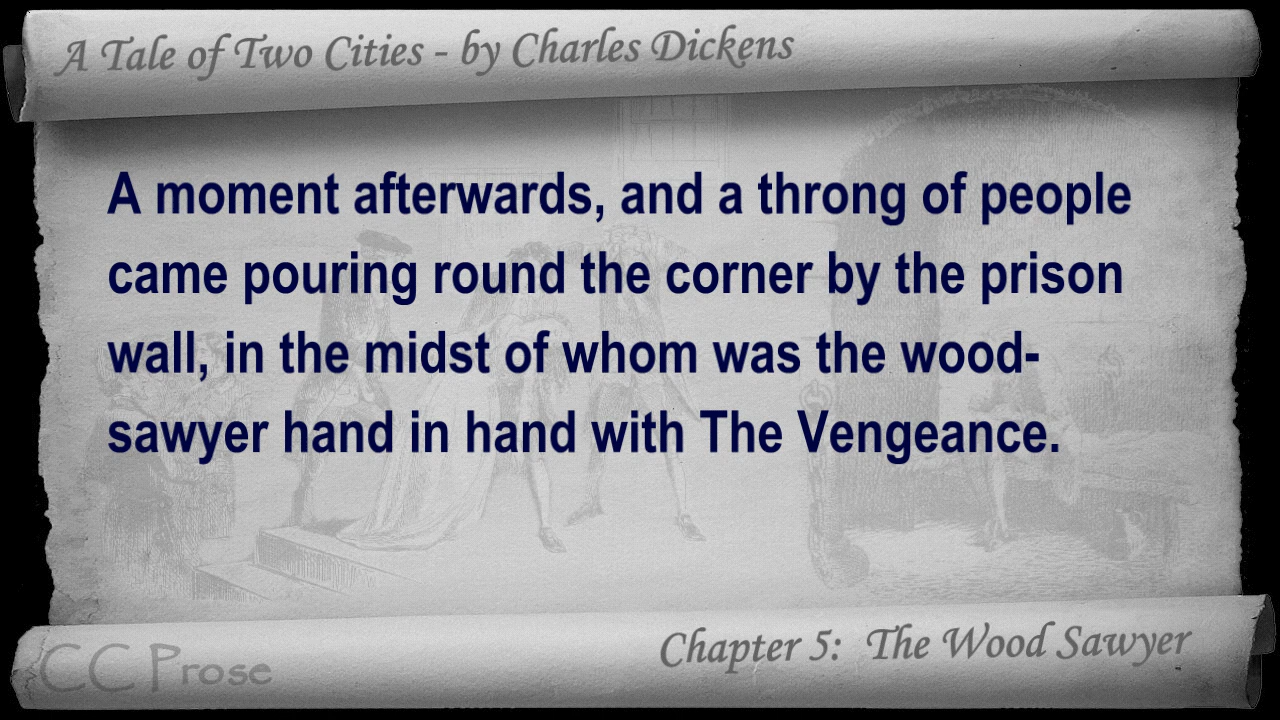 A Tale of Two Cities - by Charles Dickens
A moment afterwards, and a throng of people
came pouring round the corner by the prison
wall, in the midst of whom was the wood-
sawyer hand in hand with The Vengeance.
Chapter 5: The Wood Sawyer
CC Prose